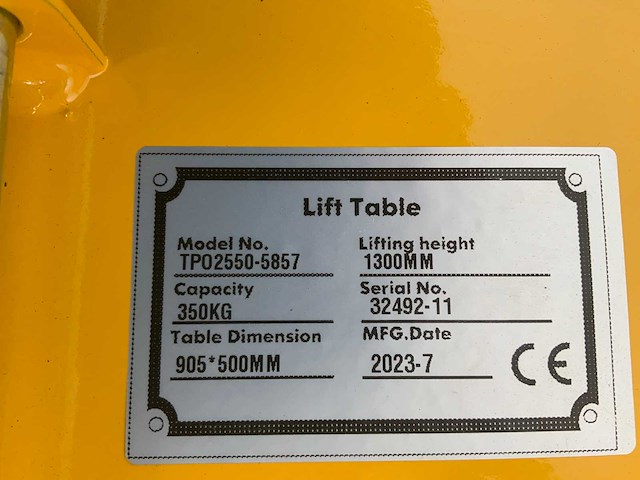 Lift Table
Model No.
TPO2550-5857
Lifting height
1300MM
Capacity
350KG
Serial No.
32492-11
Table Dimension
905*500MM
MFG.Date
2023-7
CE